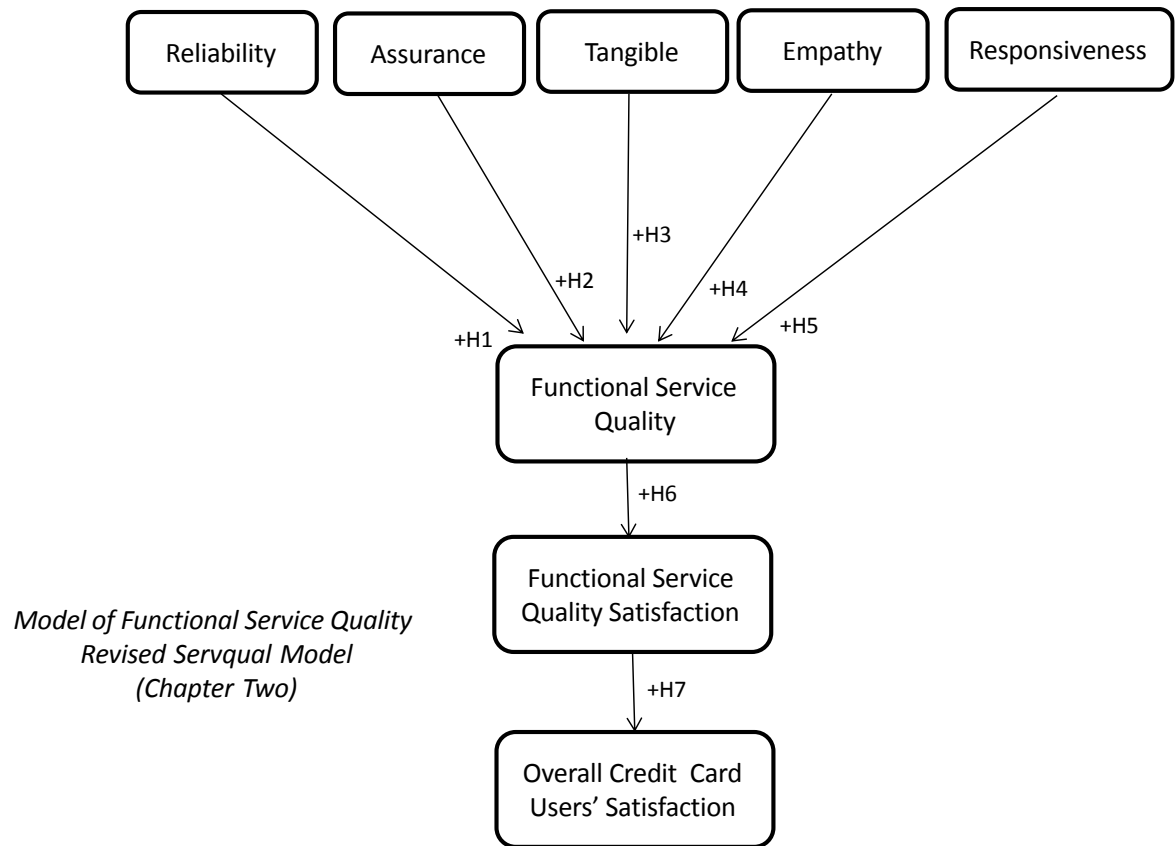 Reliability
Assurance
Tangible
Empathy
Responsiveness
+H3
+H2
+H4
+H1
+H5
Functional Service
Quality
+H6
Functional Service
Quality Satisfaction
Model of Functional Service Quality
Revised Servqual Model
(Chapter Two)
+H7
Overall Credit Card
Users’ Satisfaction